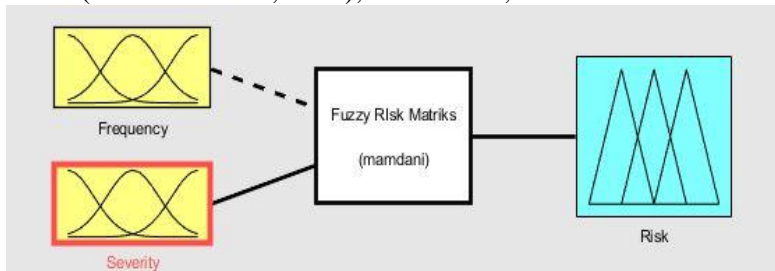 Frequency
Fuzzy RIsk Matriks
(mamdani)
Severity
Risk